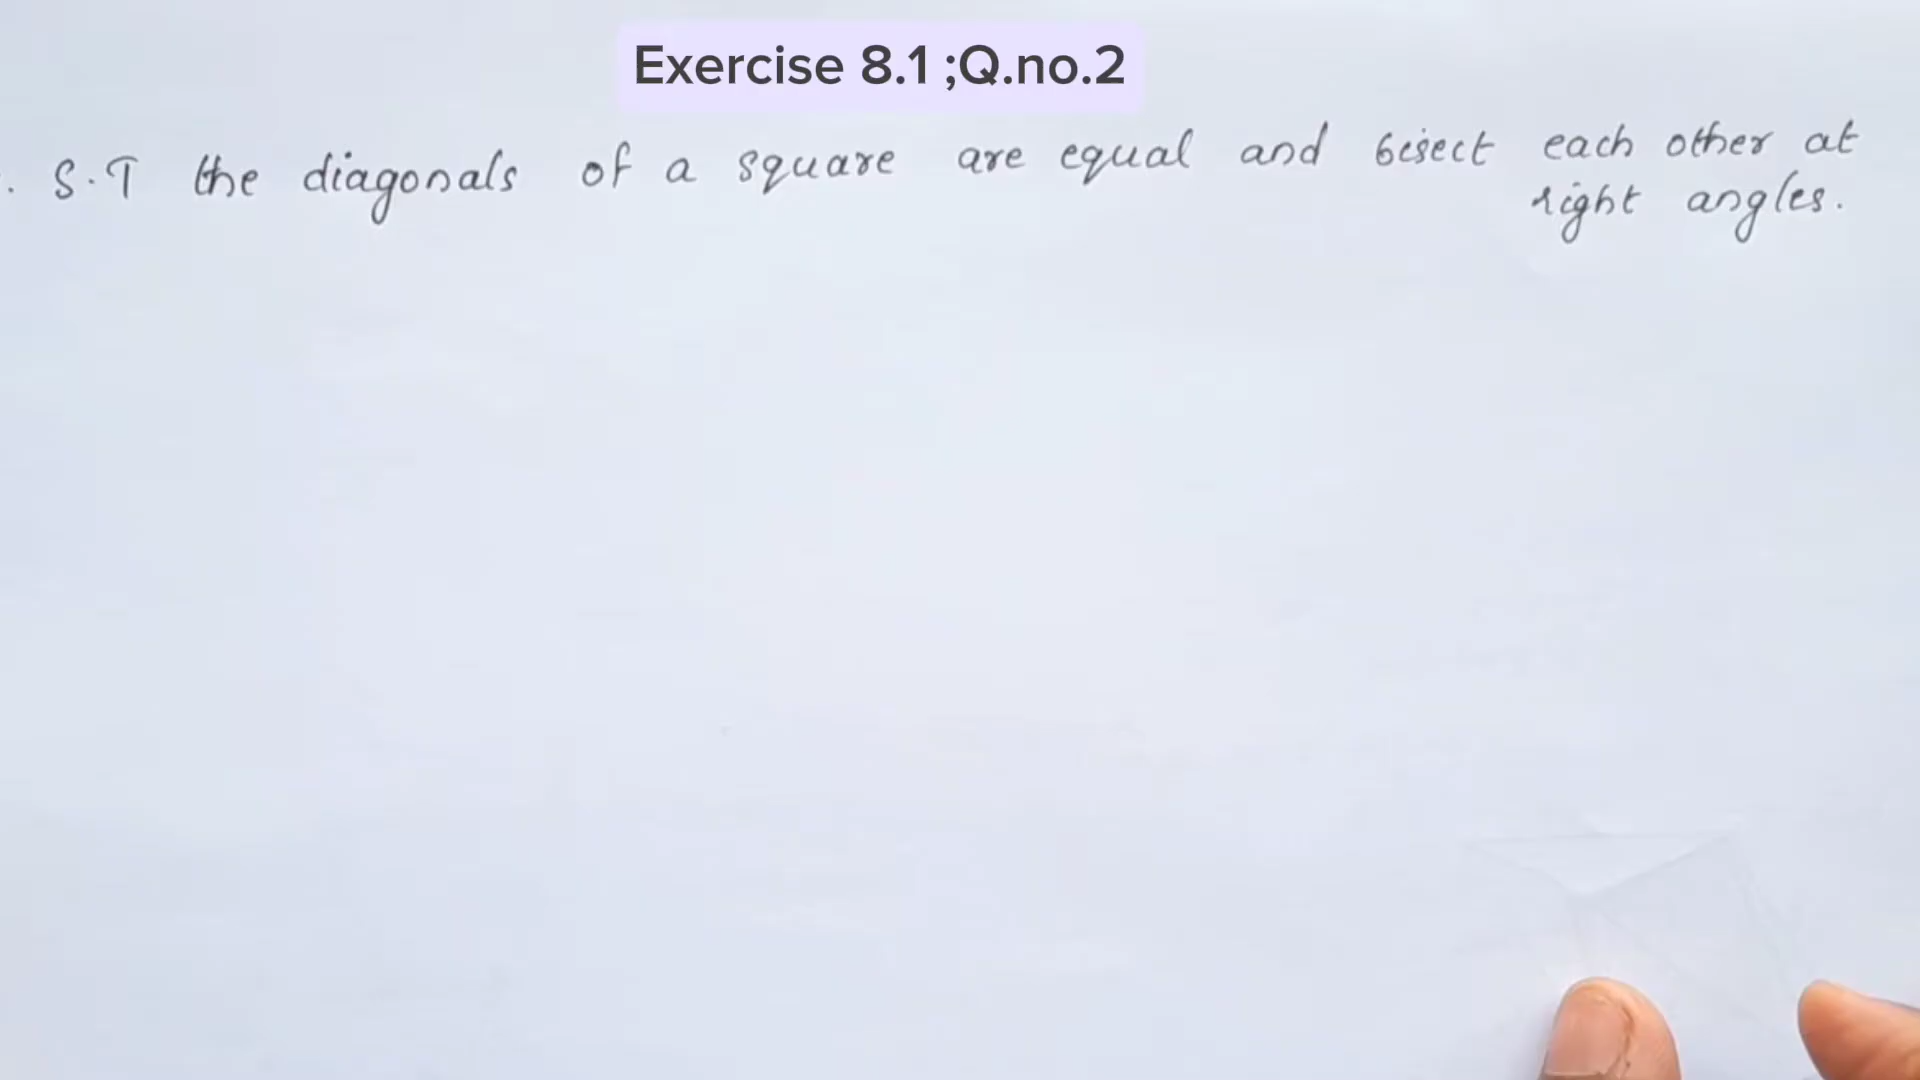 Exercise 8.1 ;Q.no.2
. S.T the diagonals of a square are equal and bisect each other at
right angles.